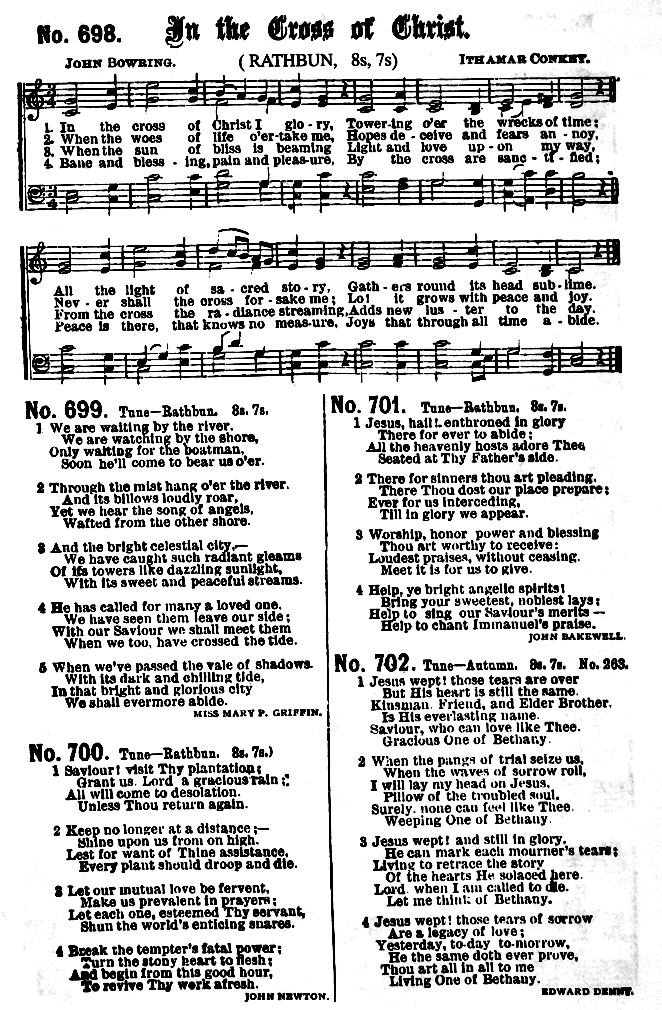 No. 698. In the Cross of Christ.
JOHN BOWRING. (RATHBUN, 8s, 7s) ITHAMAR CONKEY.
1. In the cross of Christ I glo - ry, Tower-ing o'er the wrecks of time;
2. When the woes of life o'er-take me, Hopes de - ceive and fears an - noy,
3. When the sun of bliss is beaming Light and love up - on my way,
4. Bane and bless - ing, pain and pleas-ure, By the cross are sanc - ti - fied;
All the light of sa - cred sto - ry, Gath - ers round its head sub-lime.
Nev - er shall the cross for - sake me; Lo! it grows with peace and joy.
From the cross the ra - diance streaming, Adds new lus - ter to the day.
Peace is there, that knows no meas-ure, Joys that through all time a - bide.
No. 699. Tune—Rathbun. 8s. 7s.
1 We are waiting by the river.
We are watching by the shore,
Only waiting for the boatman,
Soon he'll come to bear us o'er.
2 Through the mist hang o'er the river.
And its billows loudly roar,
Yet we hear the song of angels,
Wafted from the other shore.
3 And the bright celestial city,—
We have caught such radiant gleams
Of its towers like dazzling sunlight,
With its sweet and peaceful streams.
4 He has called for many a loved one,
We have seen them leave our side;
With our Saviour we shall meet them
When we too, have crossed the tide.
5 When we've passed the vale of shadows.
With its dark and chilling tide,
In that bright and glorious city
We shall evermore abide.
MISS MARY P. GRIFFIN.
No. 700. Tune—Rathbun. 8s. 7s.)
1 Saviour! visit Thy plantation;
Grant us. Lord a gracious rain;
All will come to desolation.
Unless Thou return again.
2 Keep no longer at a distance;—
Shine upon us from on high.
Lest for want of Thine assistance,
Every plant should droop and die.
3 Let our mutual love be fervent,
Make us prevalent in prayers;
Let each one, esteemed Thy servant,
Shun the world's enticing snares.
4 Break the tempter's fatal power;
Turn the stony heart to flesh;
And begin from this good hour,
To revive Thy work afresh.
JOHN NEWTON.
No. 701. Tune—Rathbun. 8s. 7s.
1 Jesus, hail! enthroned in glory
There for ever to abide;
All the heavenly hosts adore Thee
Seated at Thy Father's side.
2 There for sinners thou art pleading.
There Thou dost our place prepare;
Ever for us interceding,
Till in glory we appear.
3 Worship, honor power and blessing
Thou art worthy to receive:
Loudest praises, without ceasing.
Meet it is for us to give.
4 Help, ye bright angelic spirits!
Bring your sweetest, noblest lays;
Help to sing our Saviour's merits—
Help to chant Immanuel's praise.
JOHN BAKEWELL.
No. 702. Tune—Autumn. 8s. 7s. No. 263.
1 Jesus wept! those tears are over
But His heart is still the same.
Kinsman. Friend, and Elder Brother.
Is His everlasting name.
Saviour, who can love like Thee.
Gracious One of Bethany.
2 When the pangs of trial seize us,
When the waves of sorrow roll,
I will lay my head on Jesus,
Pillow of the troubled soul.
Surely, none can feel like Thee.
Weeping One of Bethany.
3 Jesus wept! and still in glory.
He can mark each mourner's tears;
Living to retrace the story
Of the hearts He solaced here.
Lord, when I am called to die.
Let me think of Bethany.
4 Jesus wept! those tears of sorrow
Are a legacy of love;
Yesterday, to-day to-morrow,
He the same doth ever prove,
Thou art all in all to me
Living One of Bethany.
EDWARD DENNY.